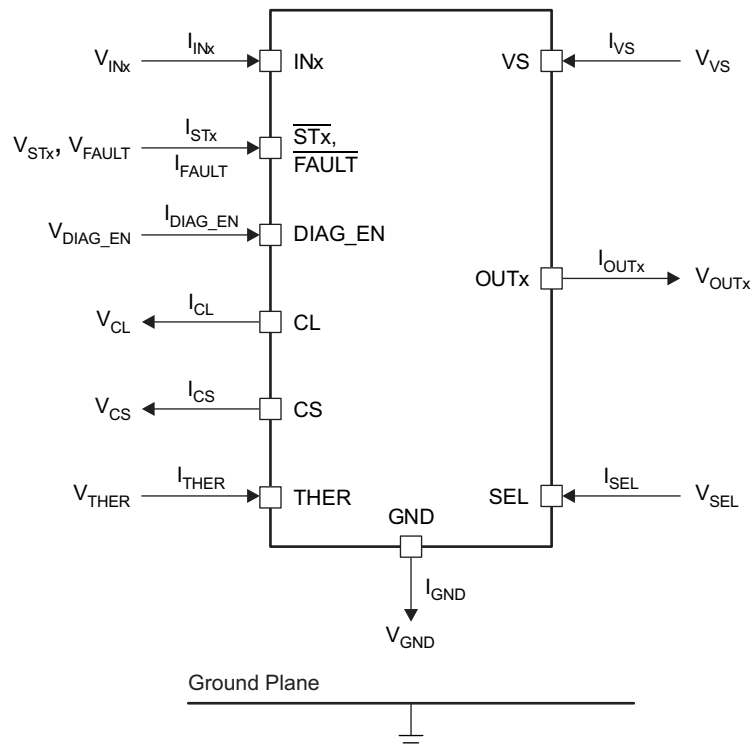 V_INx I_INx INx VS I_VS V_VS
V_STx, V_FAULT I_STx I_FAULT STx, FAULT
V_DIAG_EN I_DIAG_EN DIAG_EN
OUTx I_OUTx V_OUTx
V_CL I_CL CL
V_CS I_CS CS
V_THER I_THER THER SEL I_SEL V_SEL
GND
I_GND
V_GND
Ground Plane